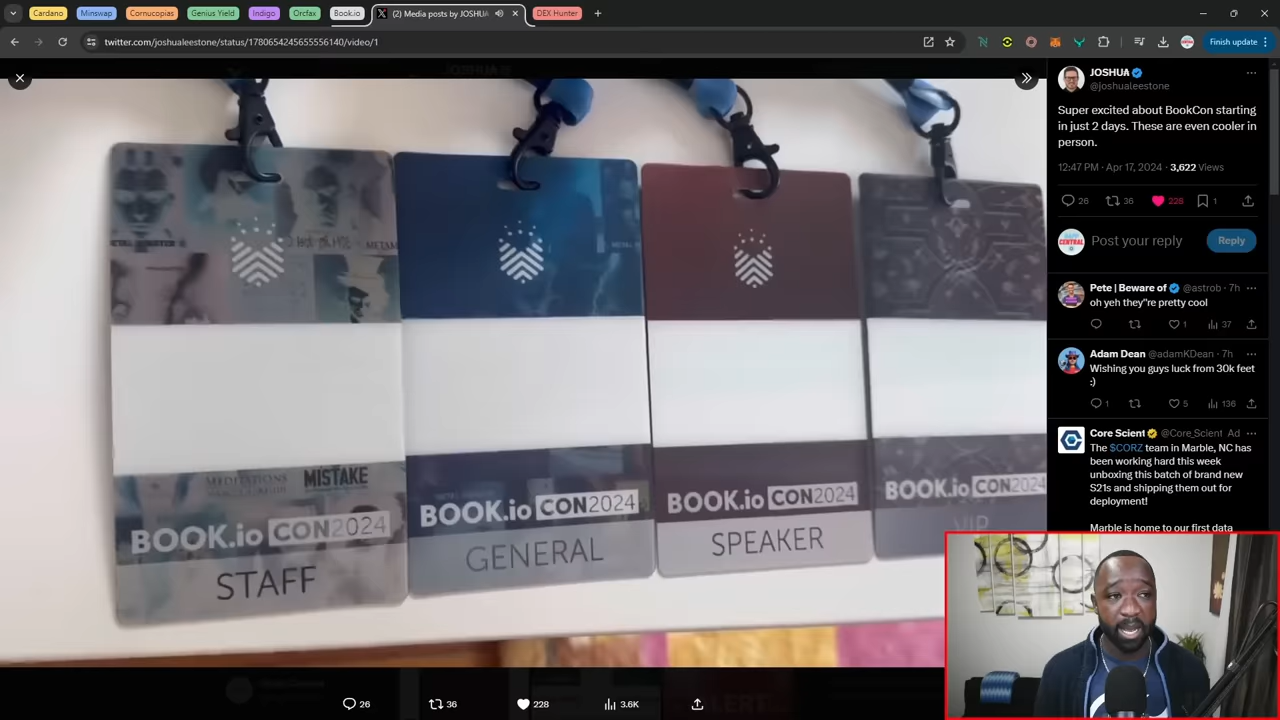 Cardano
Minswap
Cornucopias
Genius Yield
Indigo
Orcfax
Book.io
(2) Media posts by JOSHUA
DEX Hunter
twitter.com/joshualeestone/status/1780654245655556140/video/1
Finish update
STAFF
BOOK.io CON2024
MEDITATIONS
MISTAKE
GENERAL
BOOK.io CON2024
SPEAKER
BOOK.io CON2024
VIP
BOOK.io CON2024
26
36
228
3.6K
JOSHUA
@joshualeestone
Super excited about BookCon starting
in just 2 days. These are even cooler in
person.
12:47 PM · Apr 17, 2024 · 3,622 Views
26
36
228
1
CENTRAL
Post your reply
Reply
Pete | Beware of @astrob · 7h
oh yeh they"re pretty cool
1
37
Adam Dean @adamKDean · 7h
Wishing you guys luck from 30k feet
:)
1
5
136
Core Scient @Core_Scient Ad
The $CORZ team in Marble, NC has
been working hard this week
unboxing this batch of brand new
S21s and shipping them out for
deployment!
Marble is home to our first data